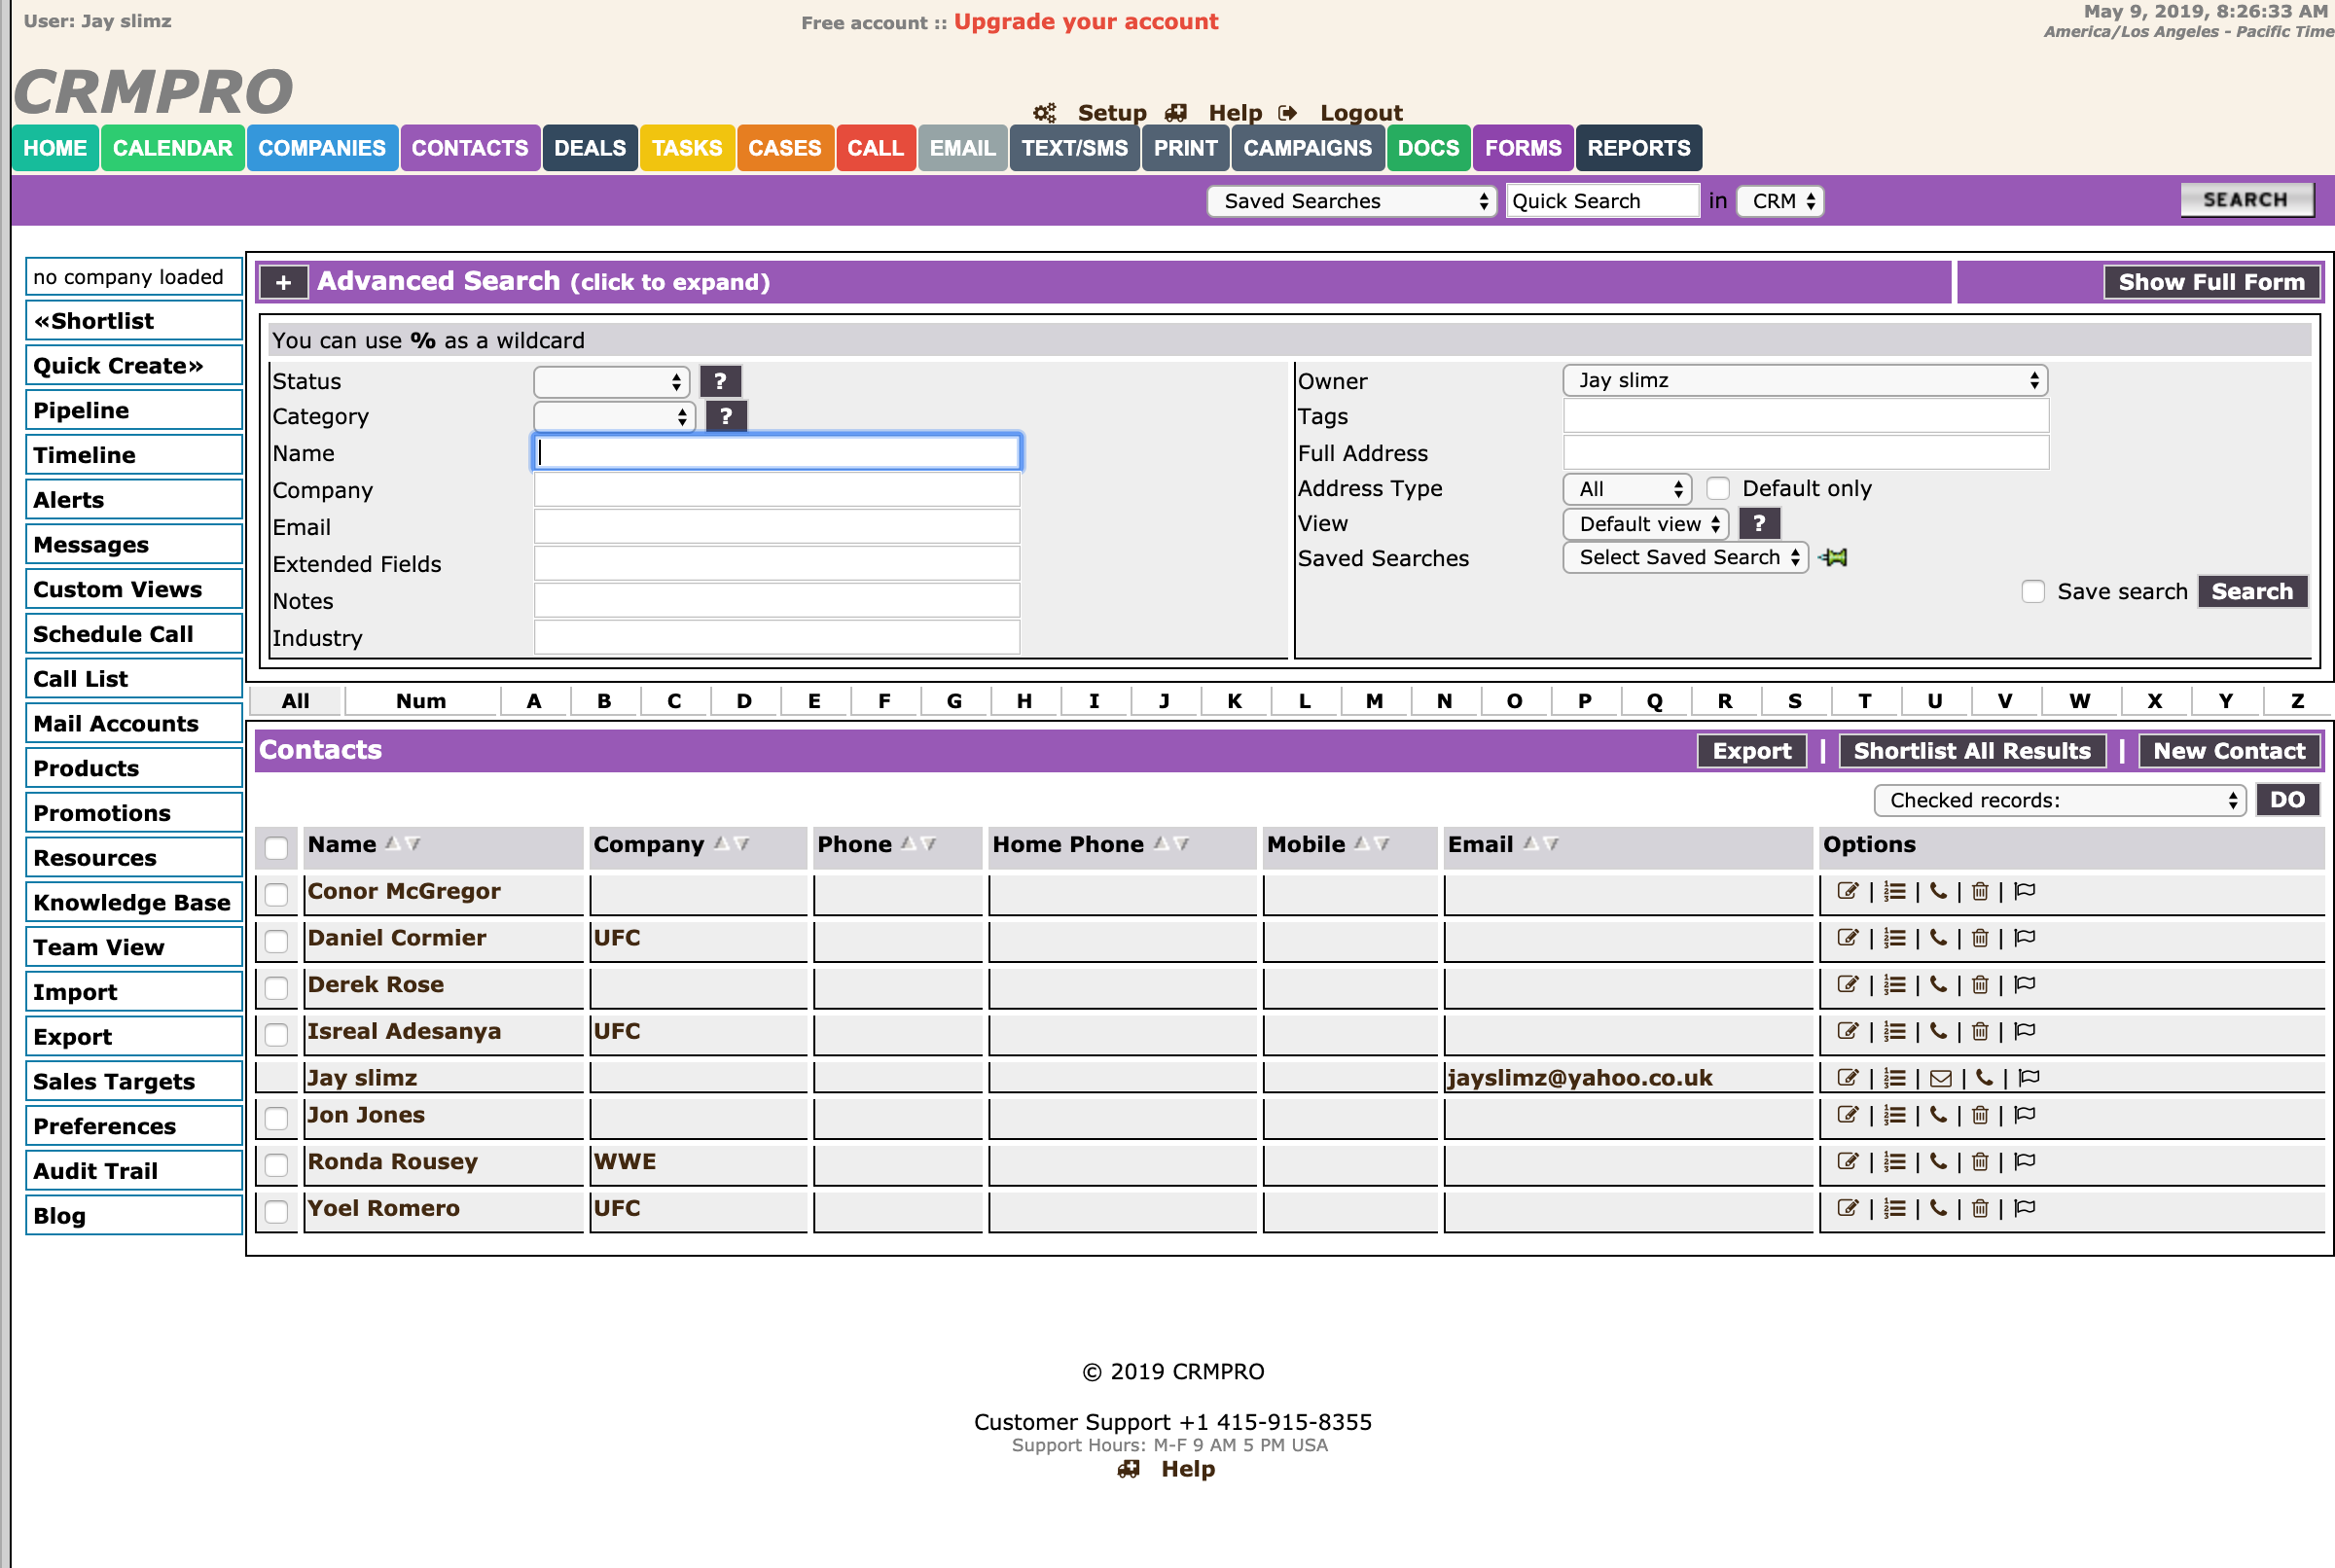 User: Jay slimz
Free account :: Upgrade your account
May 9, 2019, 8:26:33 AM
America/Los Angeles - Pacific Time
CRMPRO
Setup Help Logout
HOME CALENDAR COMPANIES CONTACTS DEALS TASKS CASES CALL EMAIL TEXT/SMS PRINT CAMPAIGNS DOCS FORMS REPORTS
Saved Searches Quick Search in CRM SEARCH
no company loaded
«Shortlist
Quick Create»
Pipeline
Timeline
Alerts
Messages
Custom Views
Schedule Call
Call List
Mail Accounts
Products
Promotions
Resources
Knowledge Base
Team View
Import
Export
Sales Targets
Preferences
Audit Trail
Blog
+ Advanced Search (click to expand) Show Full Form
You can use % as a wildcard
Status ?
Category ?
Name
Company
Email
Extended Fields
Notes
Industry
Owner Jay slimz
Tags
Full Address
Address Type All Default only
View Default view ?
Saved Searches Select Saved Search
Save search Search
All Num A B C D E F G H I J K L M N O P Q R S T U V W X Y Z
Contacts Export | Shortlist All Results | New Contact
Checked records: DO
Name Company Phone Home Phone Mobile Email Options
Conor McGregor | | | |
Daniel Cormier UFC | | | |
Derek Rose | | | |
Isreal Adesanya UFC | | | |
Jay slimz jayslimz@yahoo.co.uk | | | |
Jon Jones | | | |
Ronda Rousey WWE | | | |
Yoel Romero UFC | | | |
© 2019 CRMPRO
Customer Support +1 415-915-8355
Support Hours: M-F 9 AM 5 PM USA
Help